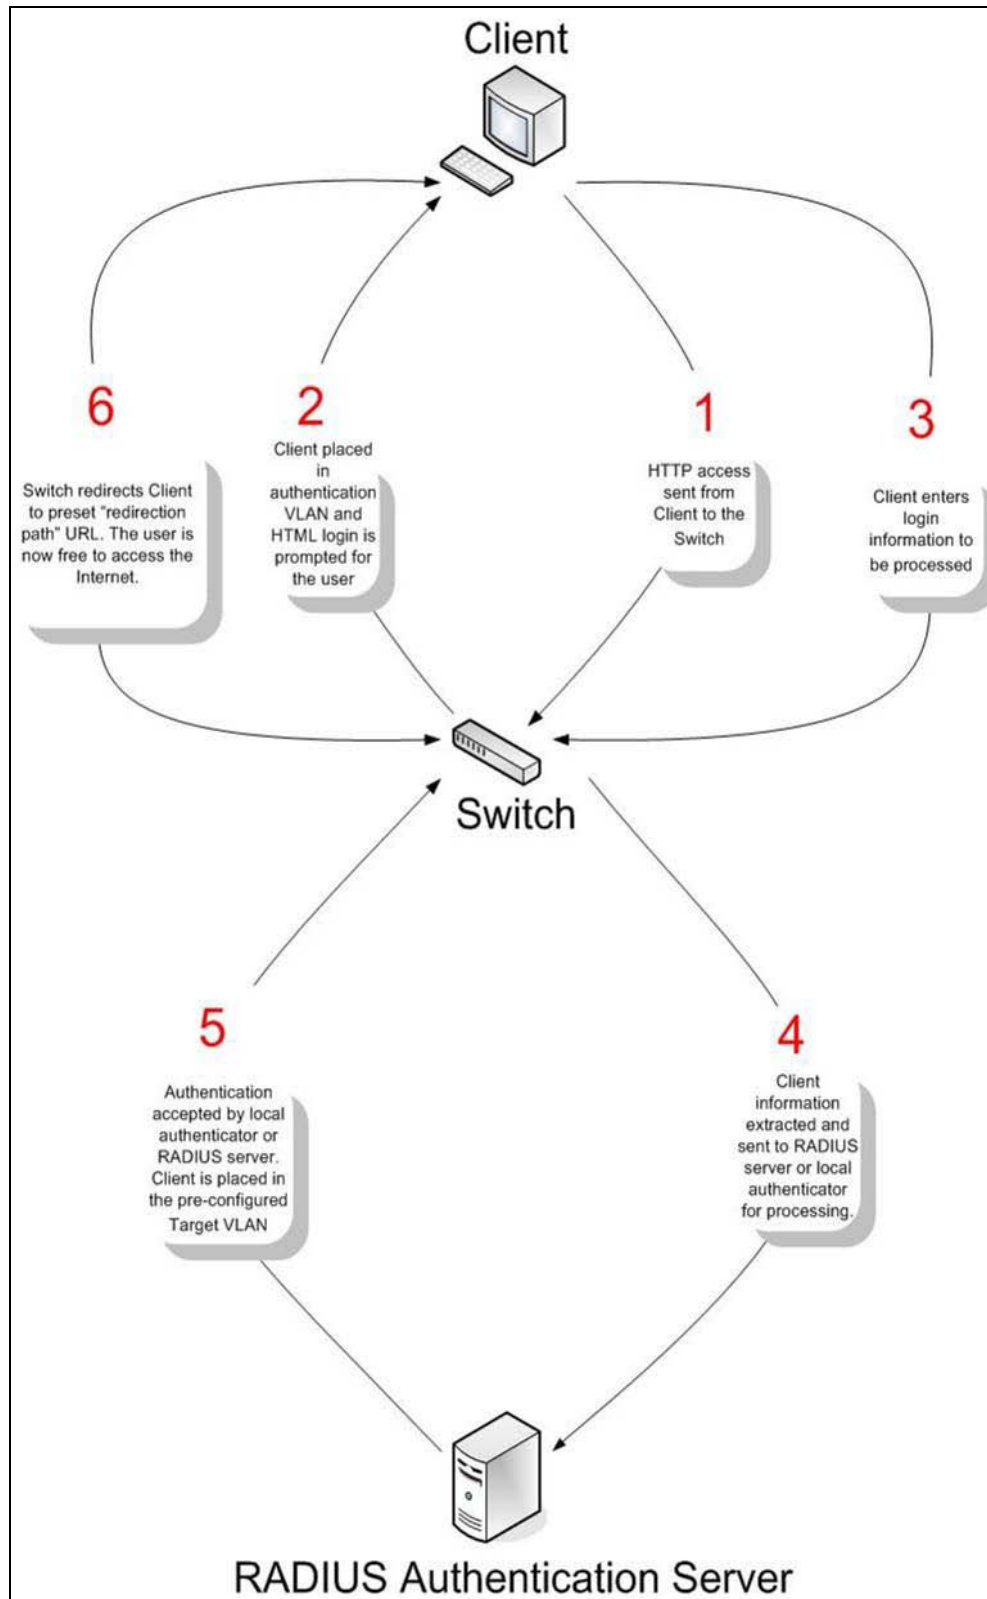 Client
6
2
1
3
Switch redirects Client
to preset "redirection
path" URL. The user is
now free to access the
Internet.
Client placed
in
authentication
VLAN and
HTML login is
prompted for
the user
HTTP access
sent from
Client to the
Switch
Client enters
login
information to
be processed
Switch
5
4
Authentication
accepted by local
authenticator or
RADIUS server.
Client is placed in
the pre-configured
Target VLAN
Client
information
extracted and
sent to RADIUS
server or local
authenticator
for processing.
RADIUS Authentication Server